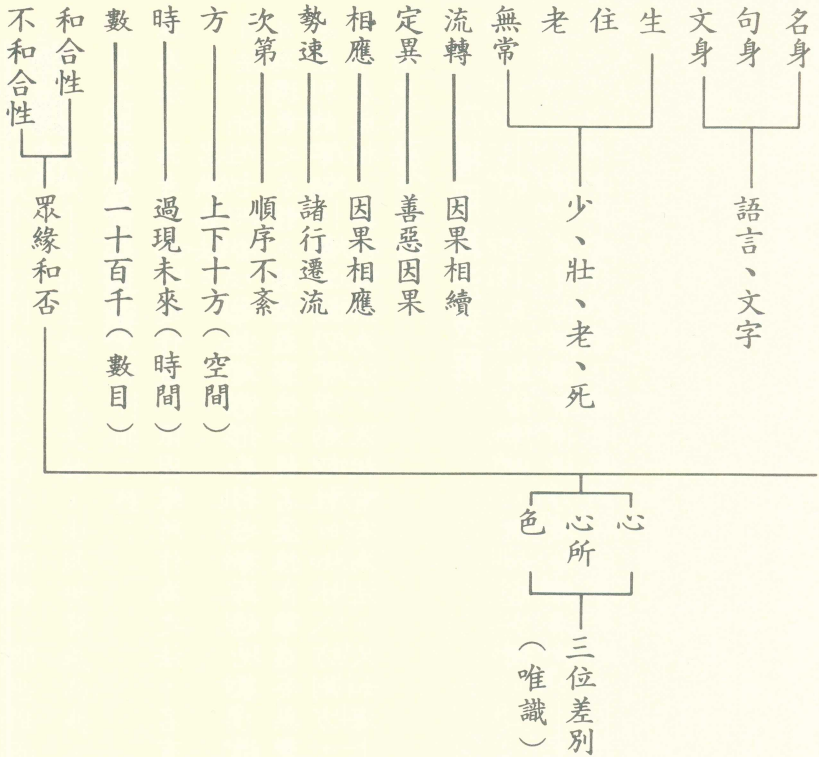 名身
句身
文身
生
住
老
無常
流轉
定異
相應
勢速
次第
方
時
數
和合性
不和合性
語言、文字
少、壯、老、死
因果相續
善惡因果
因果相應
諸行遷流
順序不紊
上下十方（空間）
過現未來（時間）
一十百千（數目）
眾緣和否
心
心所
色
三位差別
（唯識）